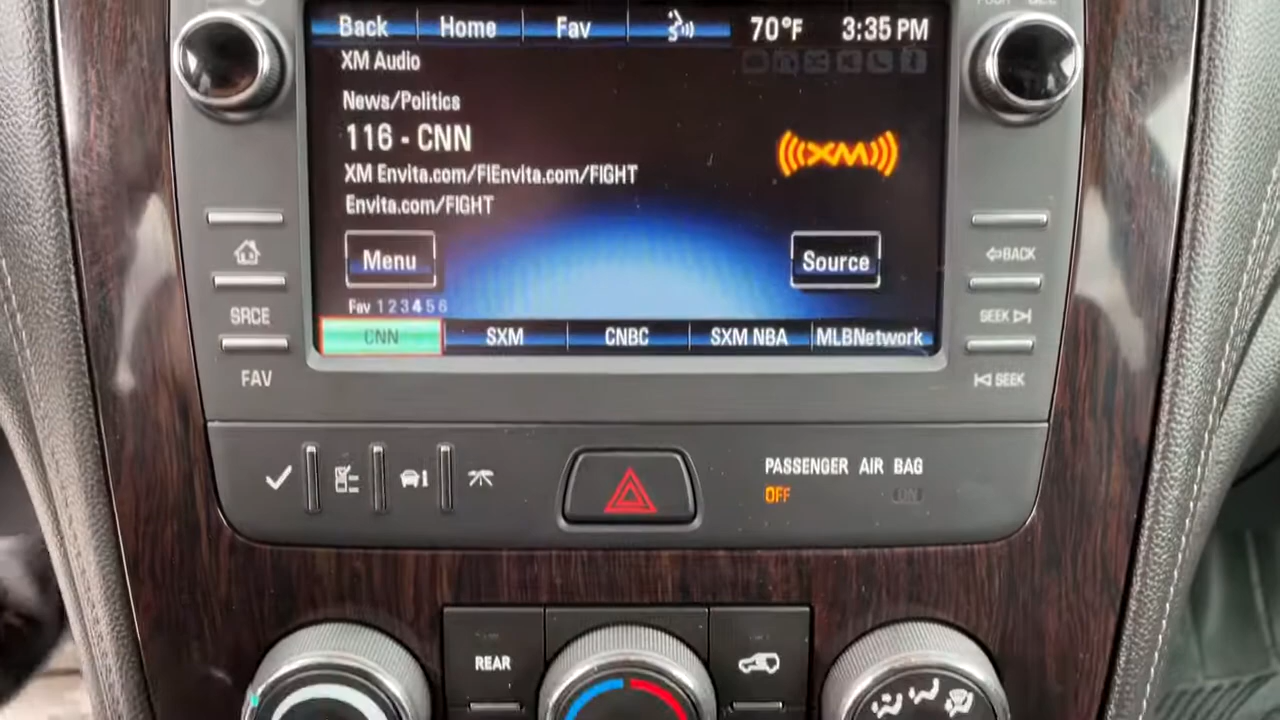 Back Home Fav 70°F 3:35 PM
XM Audio
News/Politics
116 - CNN
XM
XM Envita.com/FIEnvita.com/FIGHT
Envita.com/FIGHT
Menu Source
Fav 1 2 3 4 5 6
CNN SXM CNBC SXM NBA MLBNetwork
BACK
SRCE SEEK
FAV SEEK
PASSENGER AIR BAG
OFF ON
REAR